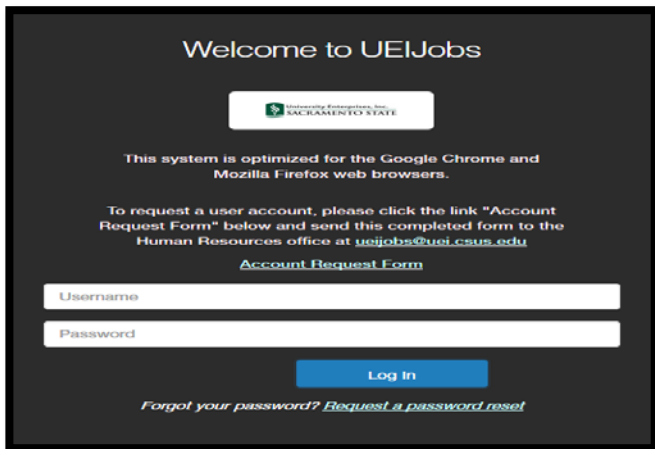 Welcome to UEIJobs
University Enterprises, Inc.
SACRAMENTO STATE
This system is optimized for the Google Chrome and
Mozilla Firefox web browsers.
To request a user account, please click the link "Account
Request Form" below and send this completed form to the
Human Resources office at ueijobs@uei.csus.edu
Account Request Form
Username
Password
Log In
Forgot your password? Request a password reset